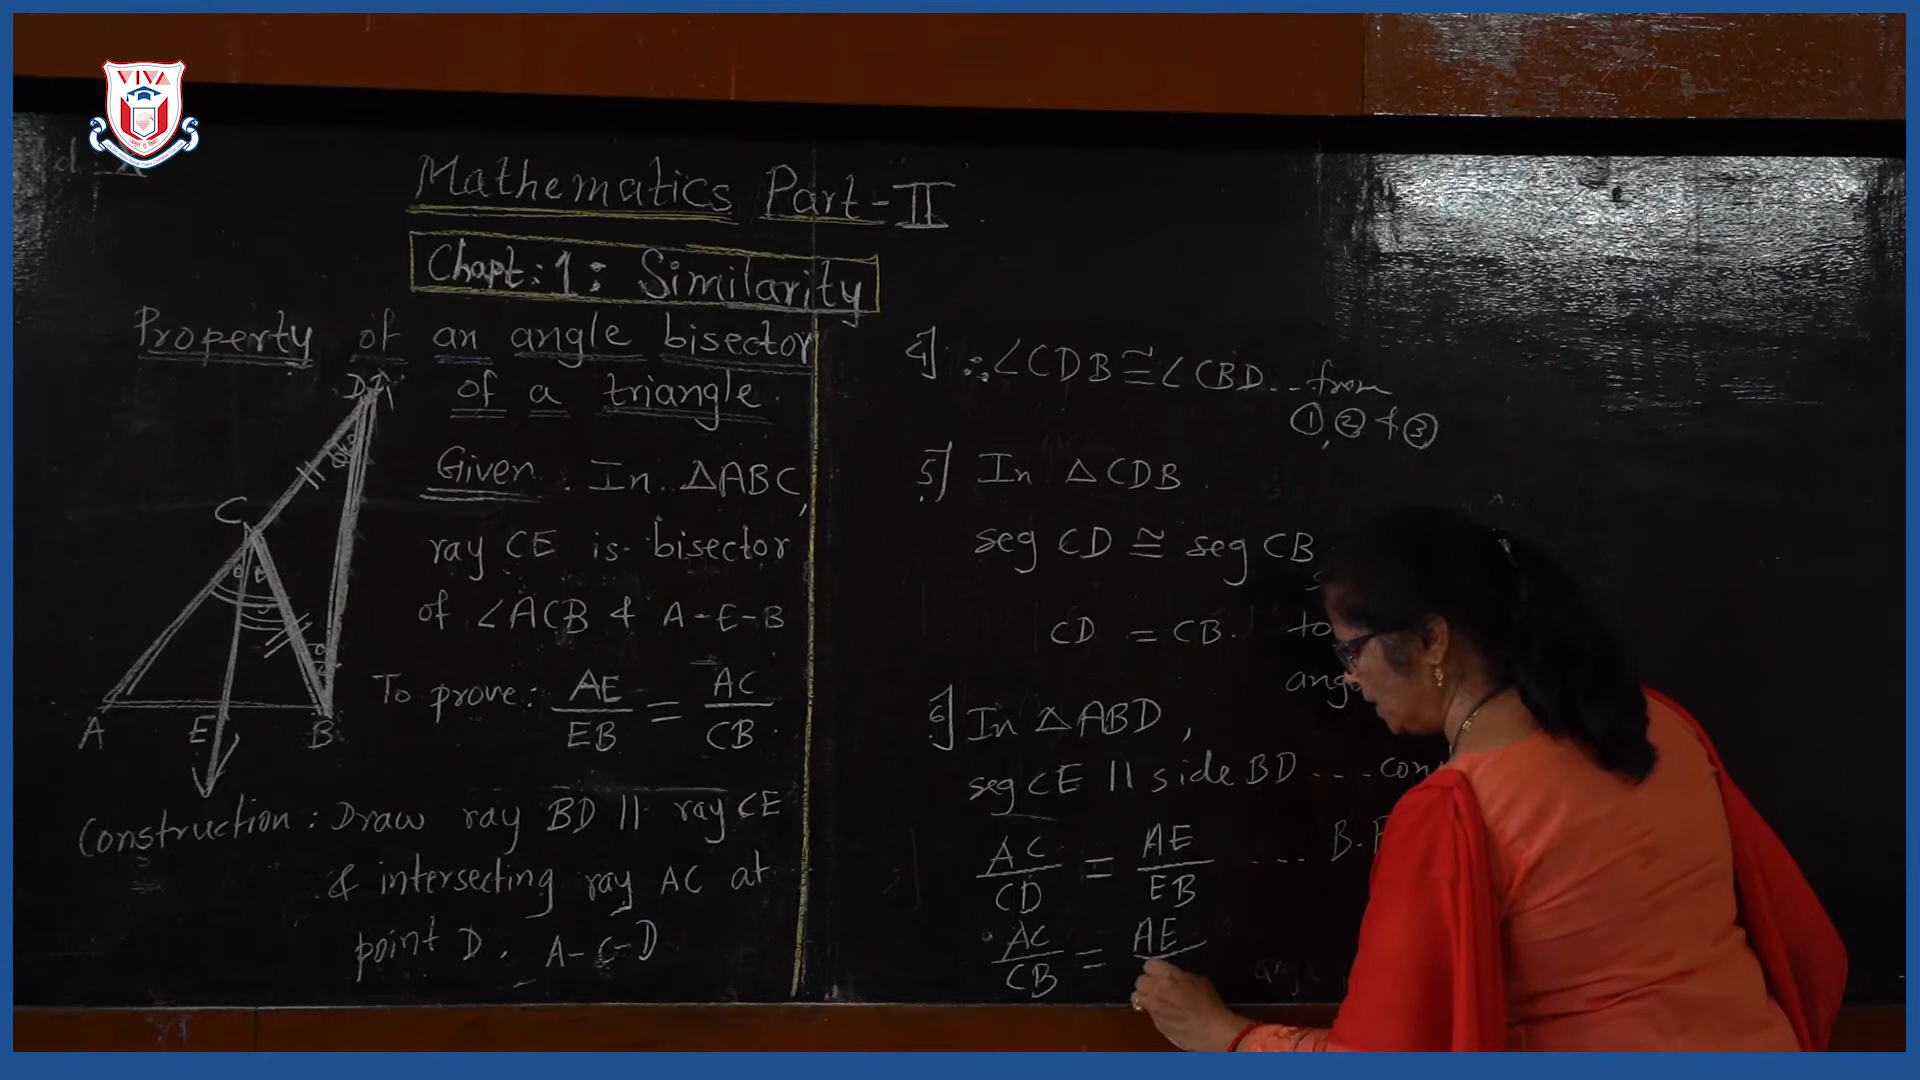 VIVA
Mathematics Part-II
Chapt:1: Similarity
Property of an angle bisector
of a triangle.
D
C
A
E
B
Given: In △ABC,
ray CE is bisector
of ∠ACB & A-E-B
To prove: AE/EB = AC/CB.
Construction: Draw ray BD || ray CE
& intersecting ray AC at
point D. A-C-D
4] ∴ ∠CDB ≅ ∠CBD... from
①, ② & ③
5] In △CDB
seg CD ≅ seg CB
CD = CB.
6] In △ABD,
seg CE || side BD ....
AC/CD = AE/EB ....
AC/CB = AE